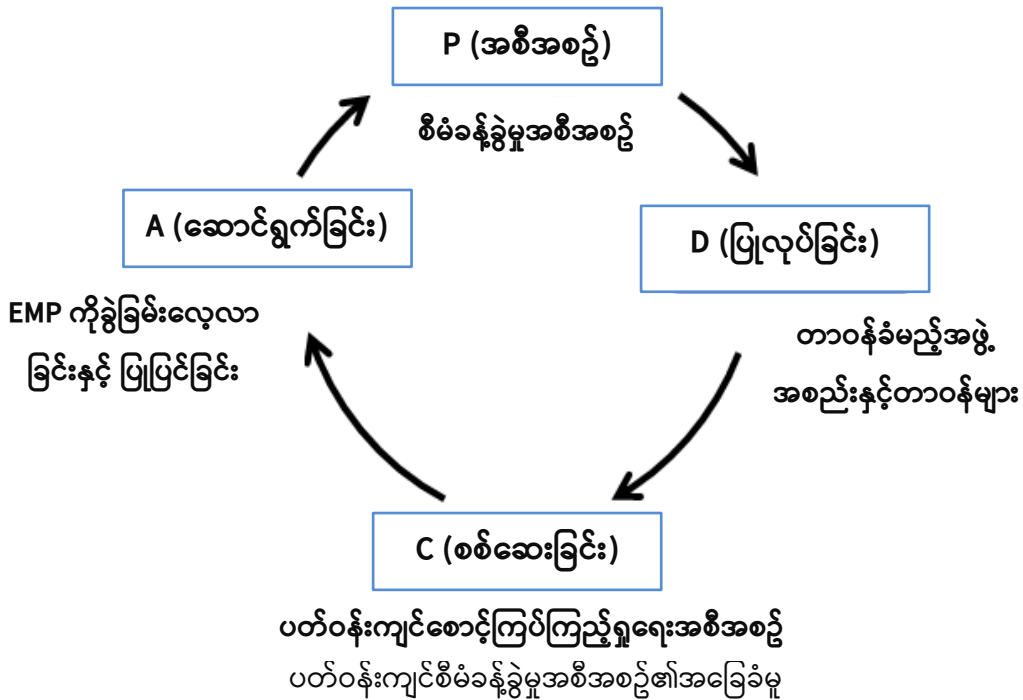 P (အစီအစဥ်)
စီမံခန့်ခွဲမှုအစီအစဥ်
A (ဆောင်ရွက်ခြင်း)
D (ပြုလုပ်ခြင်း)
EMP ကိုခွဲခြမ်းလေ့လာ
ခြင်းနှင့် ပြုပြင်ခြင်း
တာဝန်ခံမည့်အဖွဲ့
အစည်းနှင့်တာဝန်များ
C (စစ်ဆေးခြင်း)
ပတ်ဝန်းကျင်စောင့်ကြပ်ကြည့်ရှုရေးအစီအစဥ်
ပတ်ဝန်းကျင်စီမံခန့်ခွဲမှုအစီအစဥ်၏အခြေခံမူ